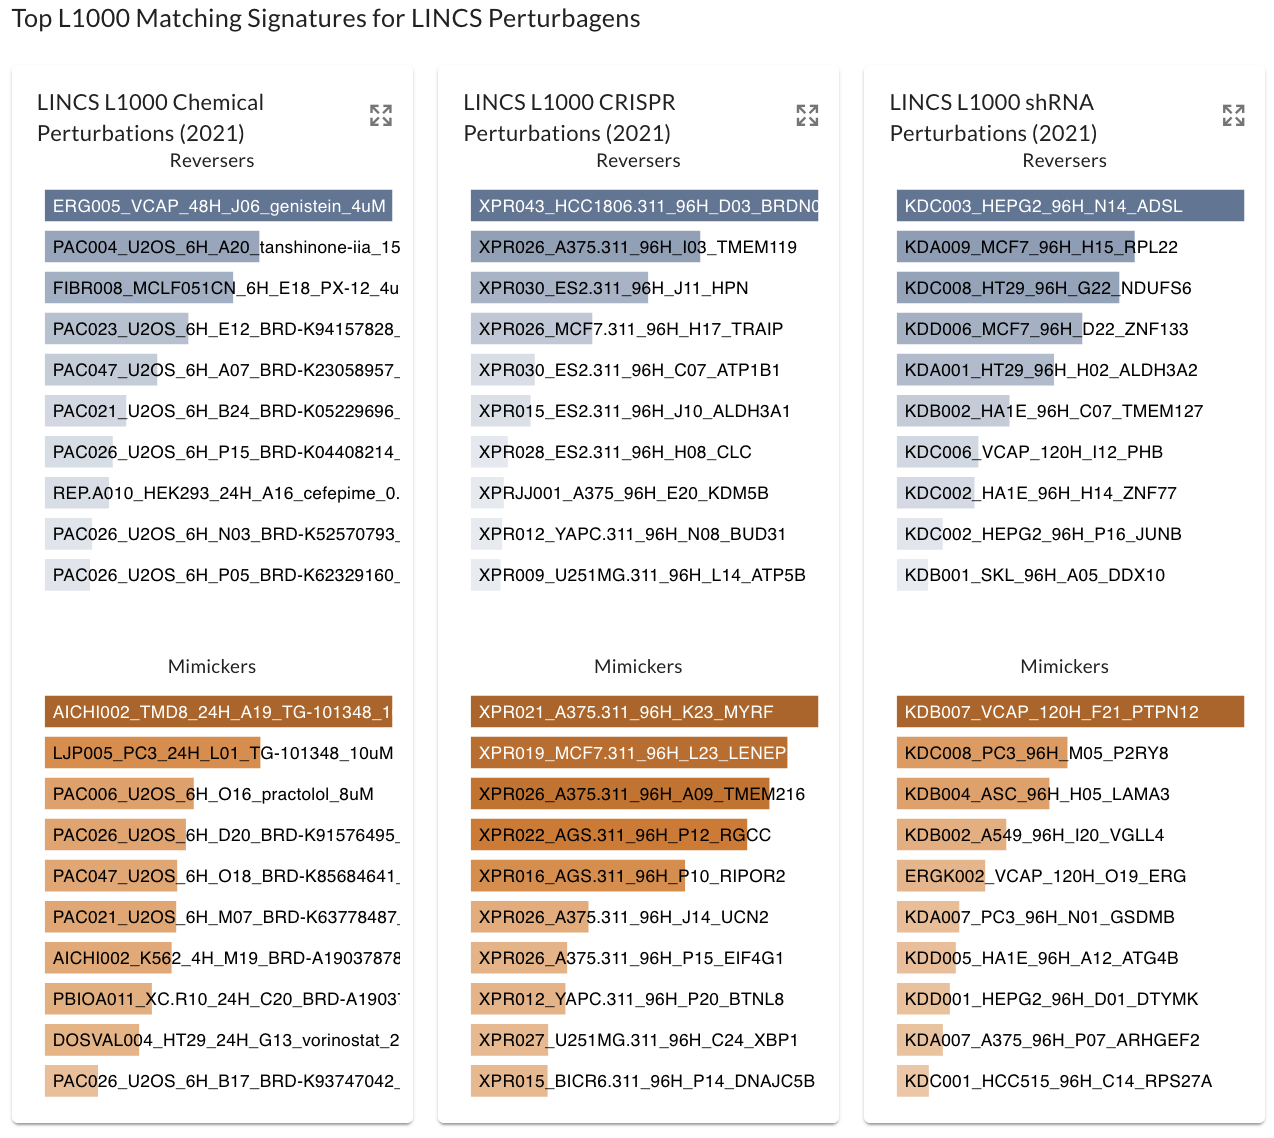 Top L1000 Matching Signatures for LINCS Perturbagens
LINCS L1000 Chemical
Perturbations (2021)
Reversers
ERG005_VCAP_48H_J06_genistein_4uM
PAC004_U2OS_6H_A20_tanshinone-iia_15
FIBR008_MCLF051CN_6H_E18_PX-12_4u
PAC023_U2OS_6H_E12_BRD-K94157828_
PAC047_U2OS_6H_A07_BRD-K23058957_
PAC021_U2OS_6H_B24_BRD-K05229696_
PAC026_U2OS_6H_P15_BRD-K04408214_
REP.A010_HEK293_24H_A16_cefepime_0.
PAC026_U2OS_6H_N03_BRD-K52570793_
PAC026_U2OS_6H_P05_BRD-K62329160_
Mimickers
AICHI002_TMD8_24H_A19_TG-101348_1
LJP005_PC3_24H_L01_TG-101348_10uM
PAC006_U2OS_6H_O16_practolol_8uM
PAC026_U2OS_6H_D20_BRD-K91576495_
PAC047_U2OS_6H_O18_BRD-K85684641_
PAC021_U2OS_6H_M07_BRD-K63778487_
AICHI002_K562_4H_M19_BRD-A19037878
PBIOA011_XC.R10_24H_C20_BRD-A1903
DOSVAL004_HT29_24H_G13_vorinostat_2
PAC026_U2OS_6H_B17_BRD-K93747042_
LINCS L1000 CRISPR
Perturbations (2021)
Reversers
XPR043_HCC1806.311_96H_D03_BRDN0
XPR026_A375.311_96H_I03_TMEM119
XPR030_ES2.311_96H_J11_HPN
XPR026_MCF7.311_96H_H17_TRAIP
XPR030_ES2.311_96H_C07_ATP1B1
XPR015_ES2.311_96H_J10_ALDH3A1
XPR028_ES2.311_96H_H08_CLC
XPRJJ001_A375_96H_E20_KDM5B
XPR012_YAPC.311_96H_N08_BUD31
XPR009_U251MG.311_96H_L14_ATP5B
Mimickers
XPR021_A375.311_96H_K23_MYRF
XPR019_MCF7.311_96H_L23_LENEP
XPR026_A375.311_96H_A09_TMEM216
XPR022_AGS.311_96H_P12_RGCC
XPR016_AGS.311_96H_P10_RIPOR2
XPR026_A375.311_96H_J14_UCN2
XPR026_A375.311_96H_P15_EIF4G1
XPR012_YAPC.311_96H_P20_BTNL8
XPR027_U251MG.311_96H_C24_XBP1
XPR015_BICR6.311_96H_P14_DNAJC5B
LINCS L1000 shRNA
Perturbations (2021)
Reversers
KDC003_HEPG2_96H_N14_ADSL
KDA009_MCF7_96H_H15_RPL22
KDC008_HT29_96H_G22_NDUFS6
KDD006_MCF7_96H_D22_ZNF133
KDA001_HT29_96H_H02_ALDH3A2
KDB002_HA1E_96H_C07_TMEM127
KDC006_VCAP_120H_I12_PHB
KDC002_HA1E_96H_H14_ZNF77
KDC002_HEPG2_96H_P16_JUNB
KDB001_SKL_96H_A05_DDX10
Mimickers
KDB007_VCAP_120H_F21_PTPN12
KDC008_PC3_96H_M05_P2RY8
KDB004_ASC_96H_H05_LAMA3
KDB002_A549_96H_I20_VGLL4
ERGK002_VCAP_120H_O19_ERG
KDA007_PC3_96H_N01_GSDMB
KDD005_HA1E_96H_A12_ATG4B
KDD001_HEPG2_96H_D01_DTYMK
KDA007_A375_96H_P07_ARHGEF2
KDC001_HCC515_96H_C14_RPS27A